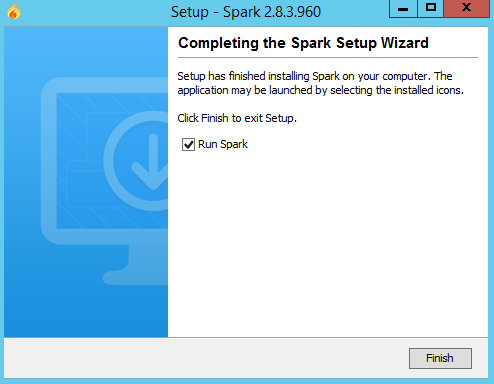 Setup - Spark 2.8.3.960
Completing the Spark Setup Wizard
Setup has finished installing Spark on your computer. The
application may be launched by selecting the installed icons.
Click Finish to exit Setup.
Run Spark
Finish